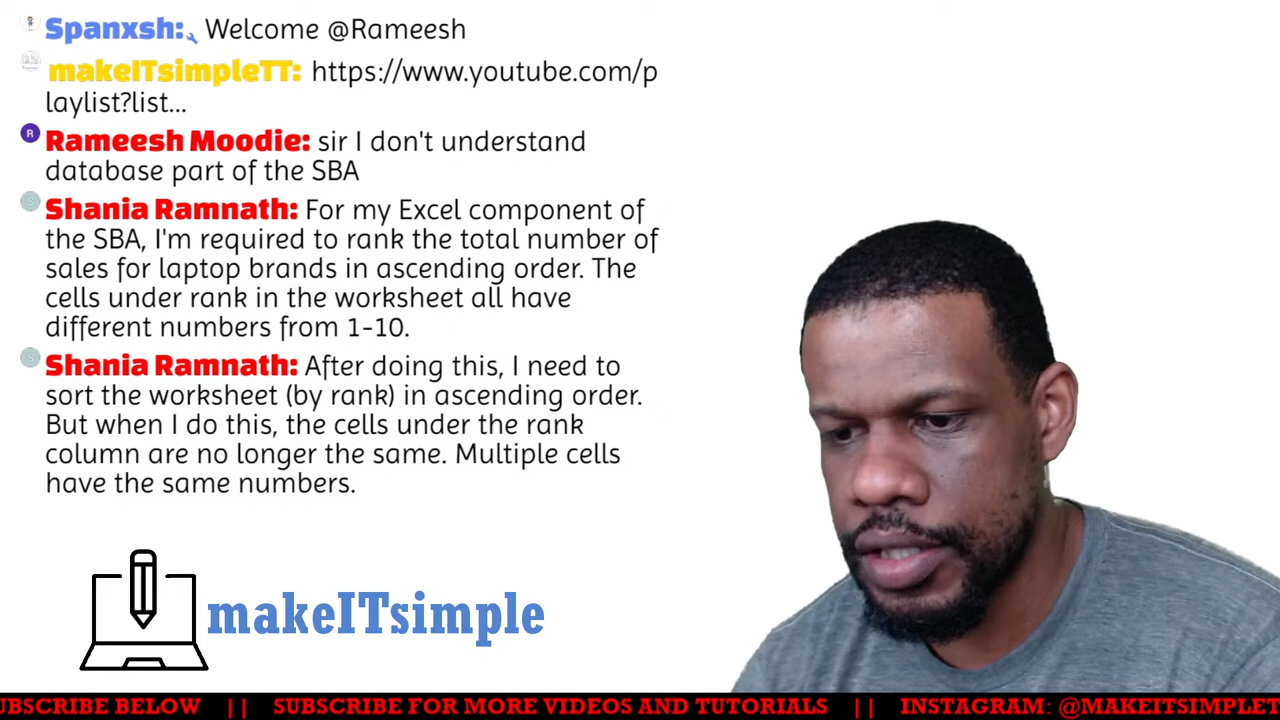 Spanxsh: Welcome @Rameesh
makeITsimpleTT: https://www.youtube.com/p
laylist?list...
R
Rameesh Moodie: sir I don't understand
database part of the SBA
S
Shania Ramnath: For my Excel component of
the SBA, I'm required to rank the total number of
sales for laptop brands in ascending order. The
cells under rank in the worksheet all have
different numbers from 1-10.
S
Shania Ramnath: After doing this, I need to
sort the worksheet (by rank) in ascending order.
But when I do this, the cells under the rank
column are no longer the same. Multiple cells
have the same numbers.
makeITsimple
UBSCRIBE BELOW || SUBSCRIBE FOR MORE VIDEOS AND TUTORIALS || INSTAGRAM: @MAKEITSIMPLET